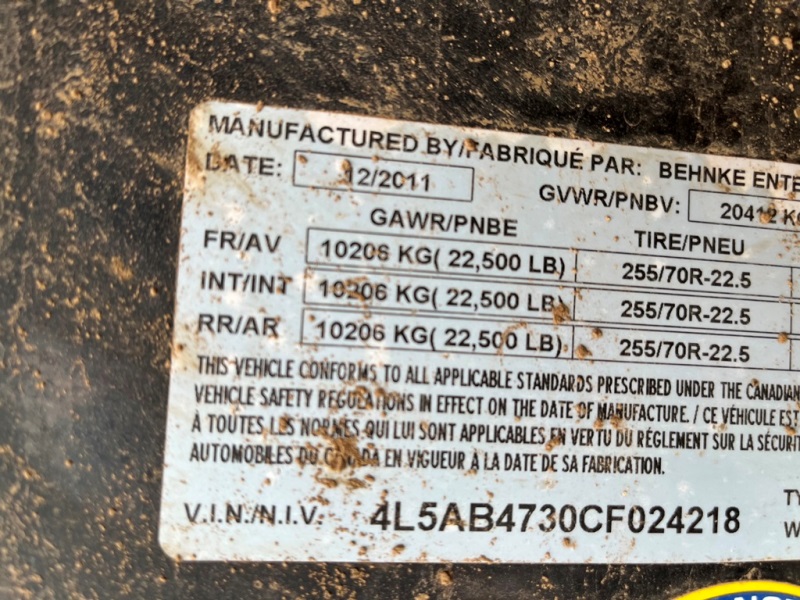 MANUFACTURED BY/FABRIQUÉ PAR: BEHNKE ENTE
DATE: 12/2011 GVWR/PNBV: 20412 KG
GAWR/PNBE TIRE/PNEU
FR/AV 10206 KG( 22,500 LB) 255/70R-22.5
INT/INT 10206 KG( 22,500 LB) 255/70R-22.5
RR/AR 10206 KG( 22,500 LB) 255/70R-22.5
THIS VEHICLE CONFORMS TO ALL APPLICABLE STANDARDS PRESCRIBED UNDER THE CANADIAN
VEHICLE SAFETY REGULATIONS IN EFFECT ON THE DATE OF MANUFACTURE. / CE VÉHICULE EST
À TOUTES LES NORMES QUI LUI SONT APPLICABLES EN VERTU DU RÉGLEMENT SUR LA SÉCURIT
AUTOMOBILES DU CANADA EN VIGUEUR À LA DATE DE SA FABRICATION.
V.I.N./N.I.V. 4L5AB4730CF024218
TY
W